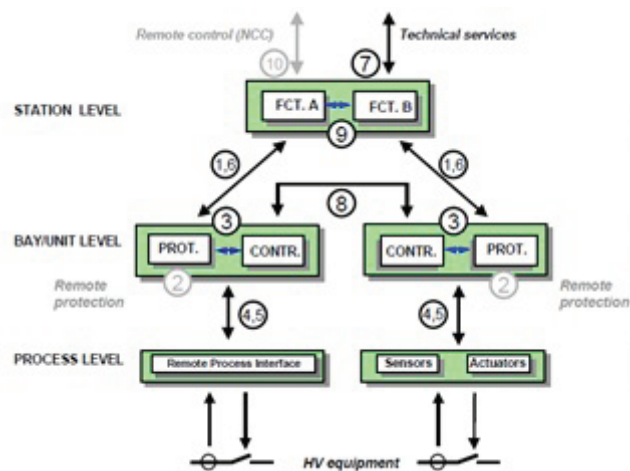 Remote control (NCC)
Technical services
10
7
STATION LEVEL
FCT. A
FCT. B
9
1,6
1,6
8
3
3
BAY/UNIT LEVEL
PROT.
CONTR.
CONTR.
PROT.
2
2
Remote
protection
Remote
protection
4,5
4,5
PROCESS LEVEL
Remote Process Interface
Sensors
Actuators
HV equipment